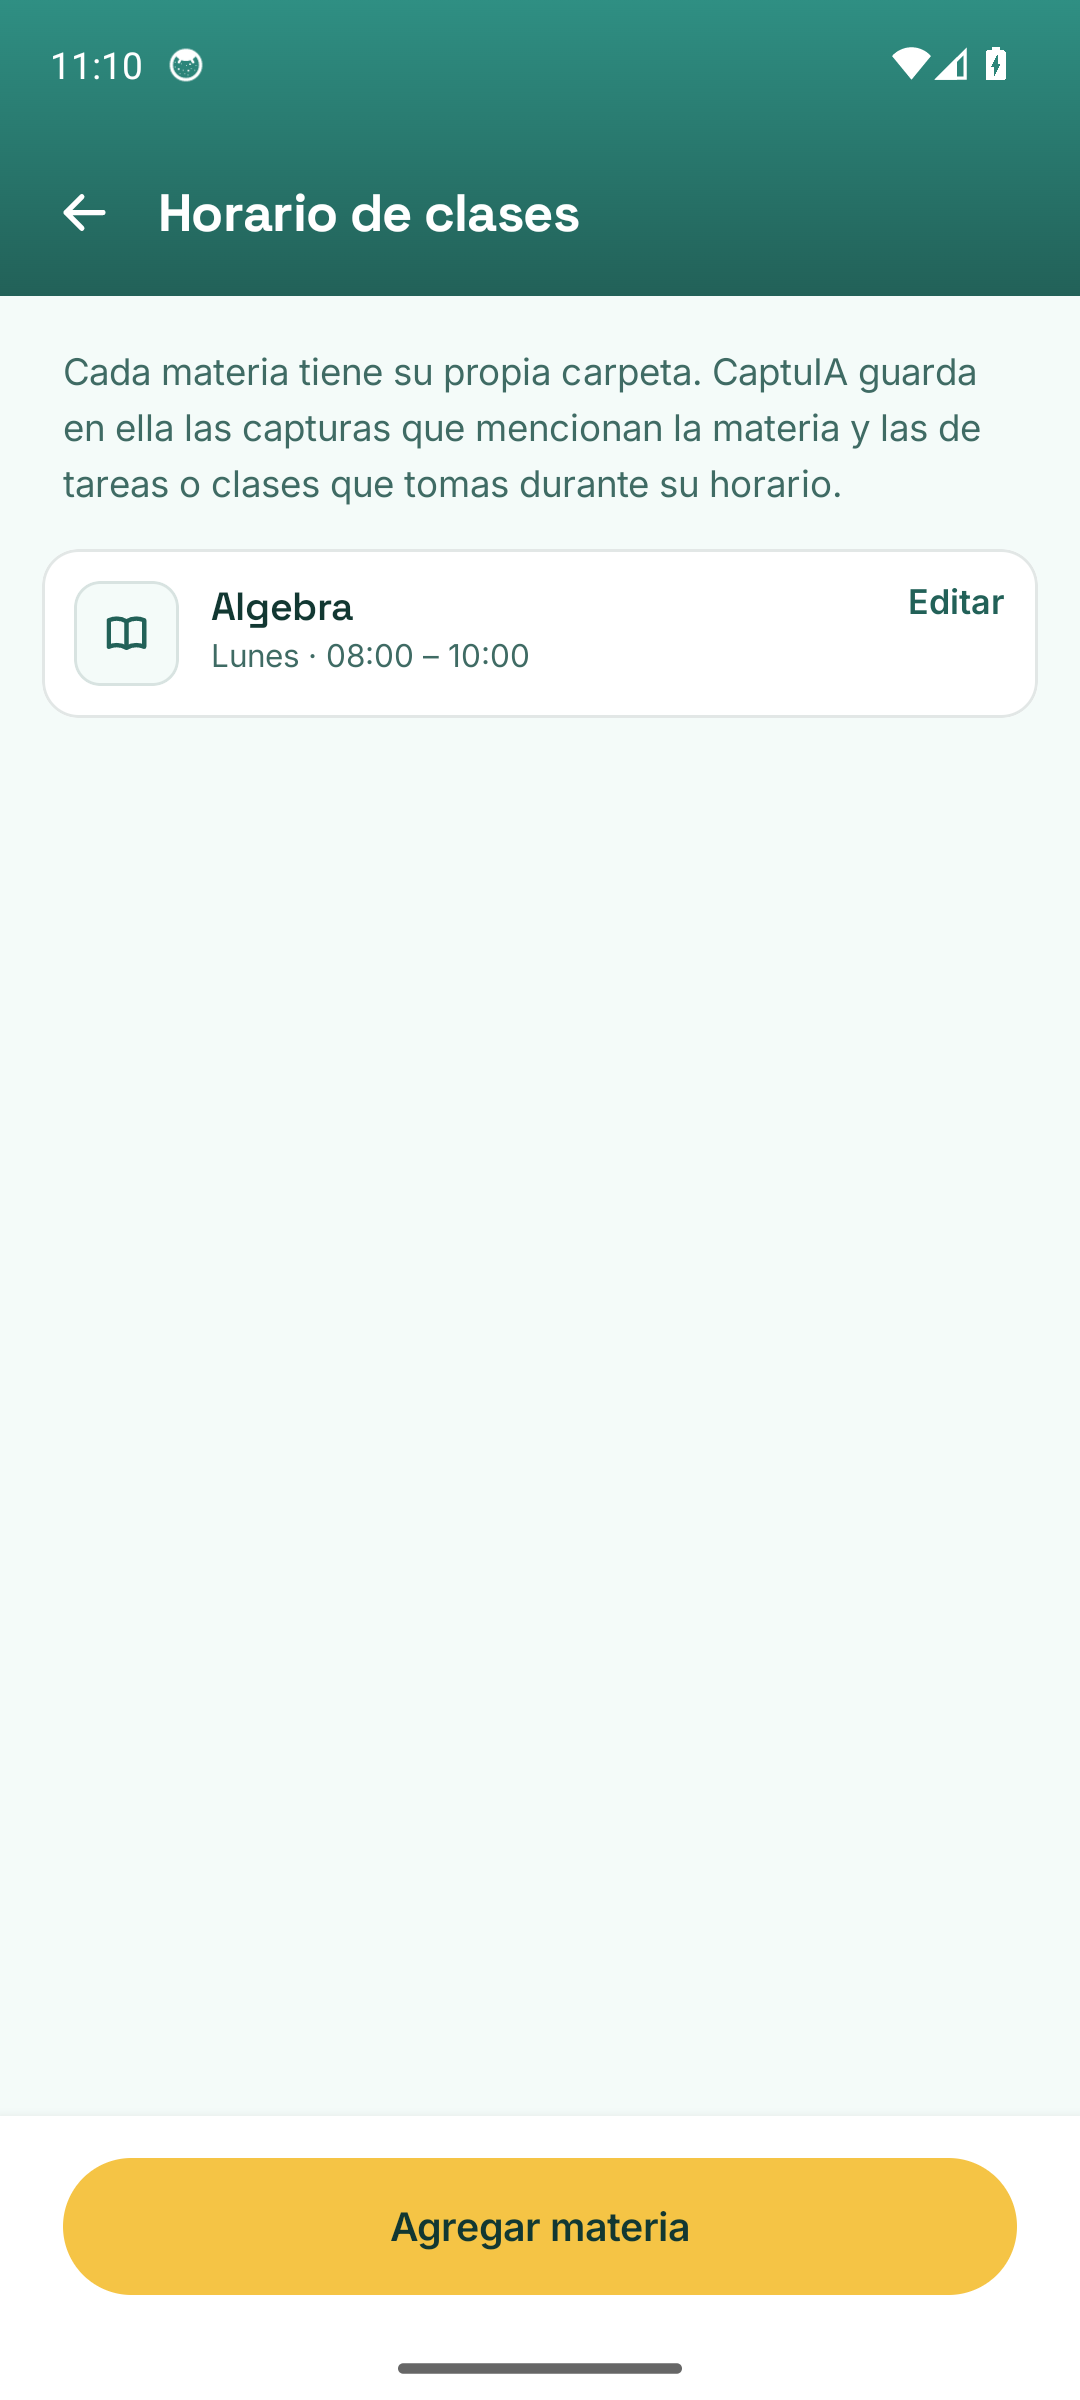 11:10
Horario de clases
Cada materia tiene su propia carpeta. CaptuIA guarda
en ella las capturas que mencionan la materia y las de
tareas o clases que tomas durante su horario.
Algebra
Editar
Lunes · 08:00 – 10:00
Agregar materia